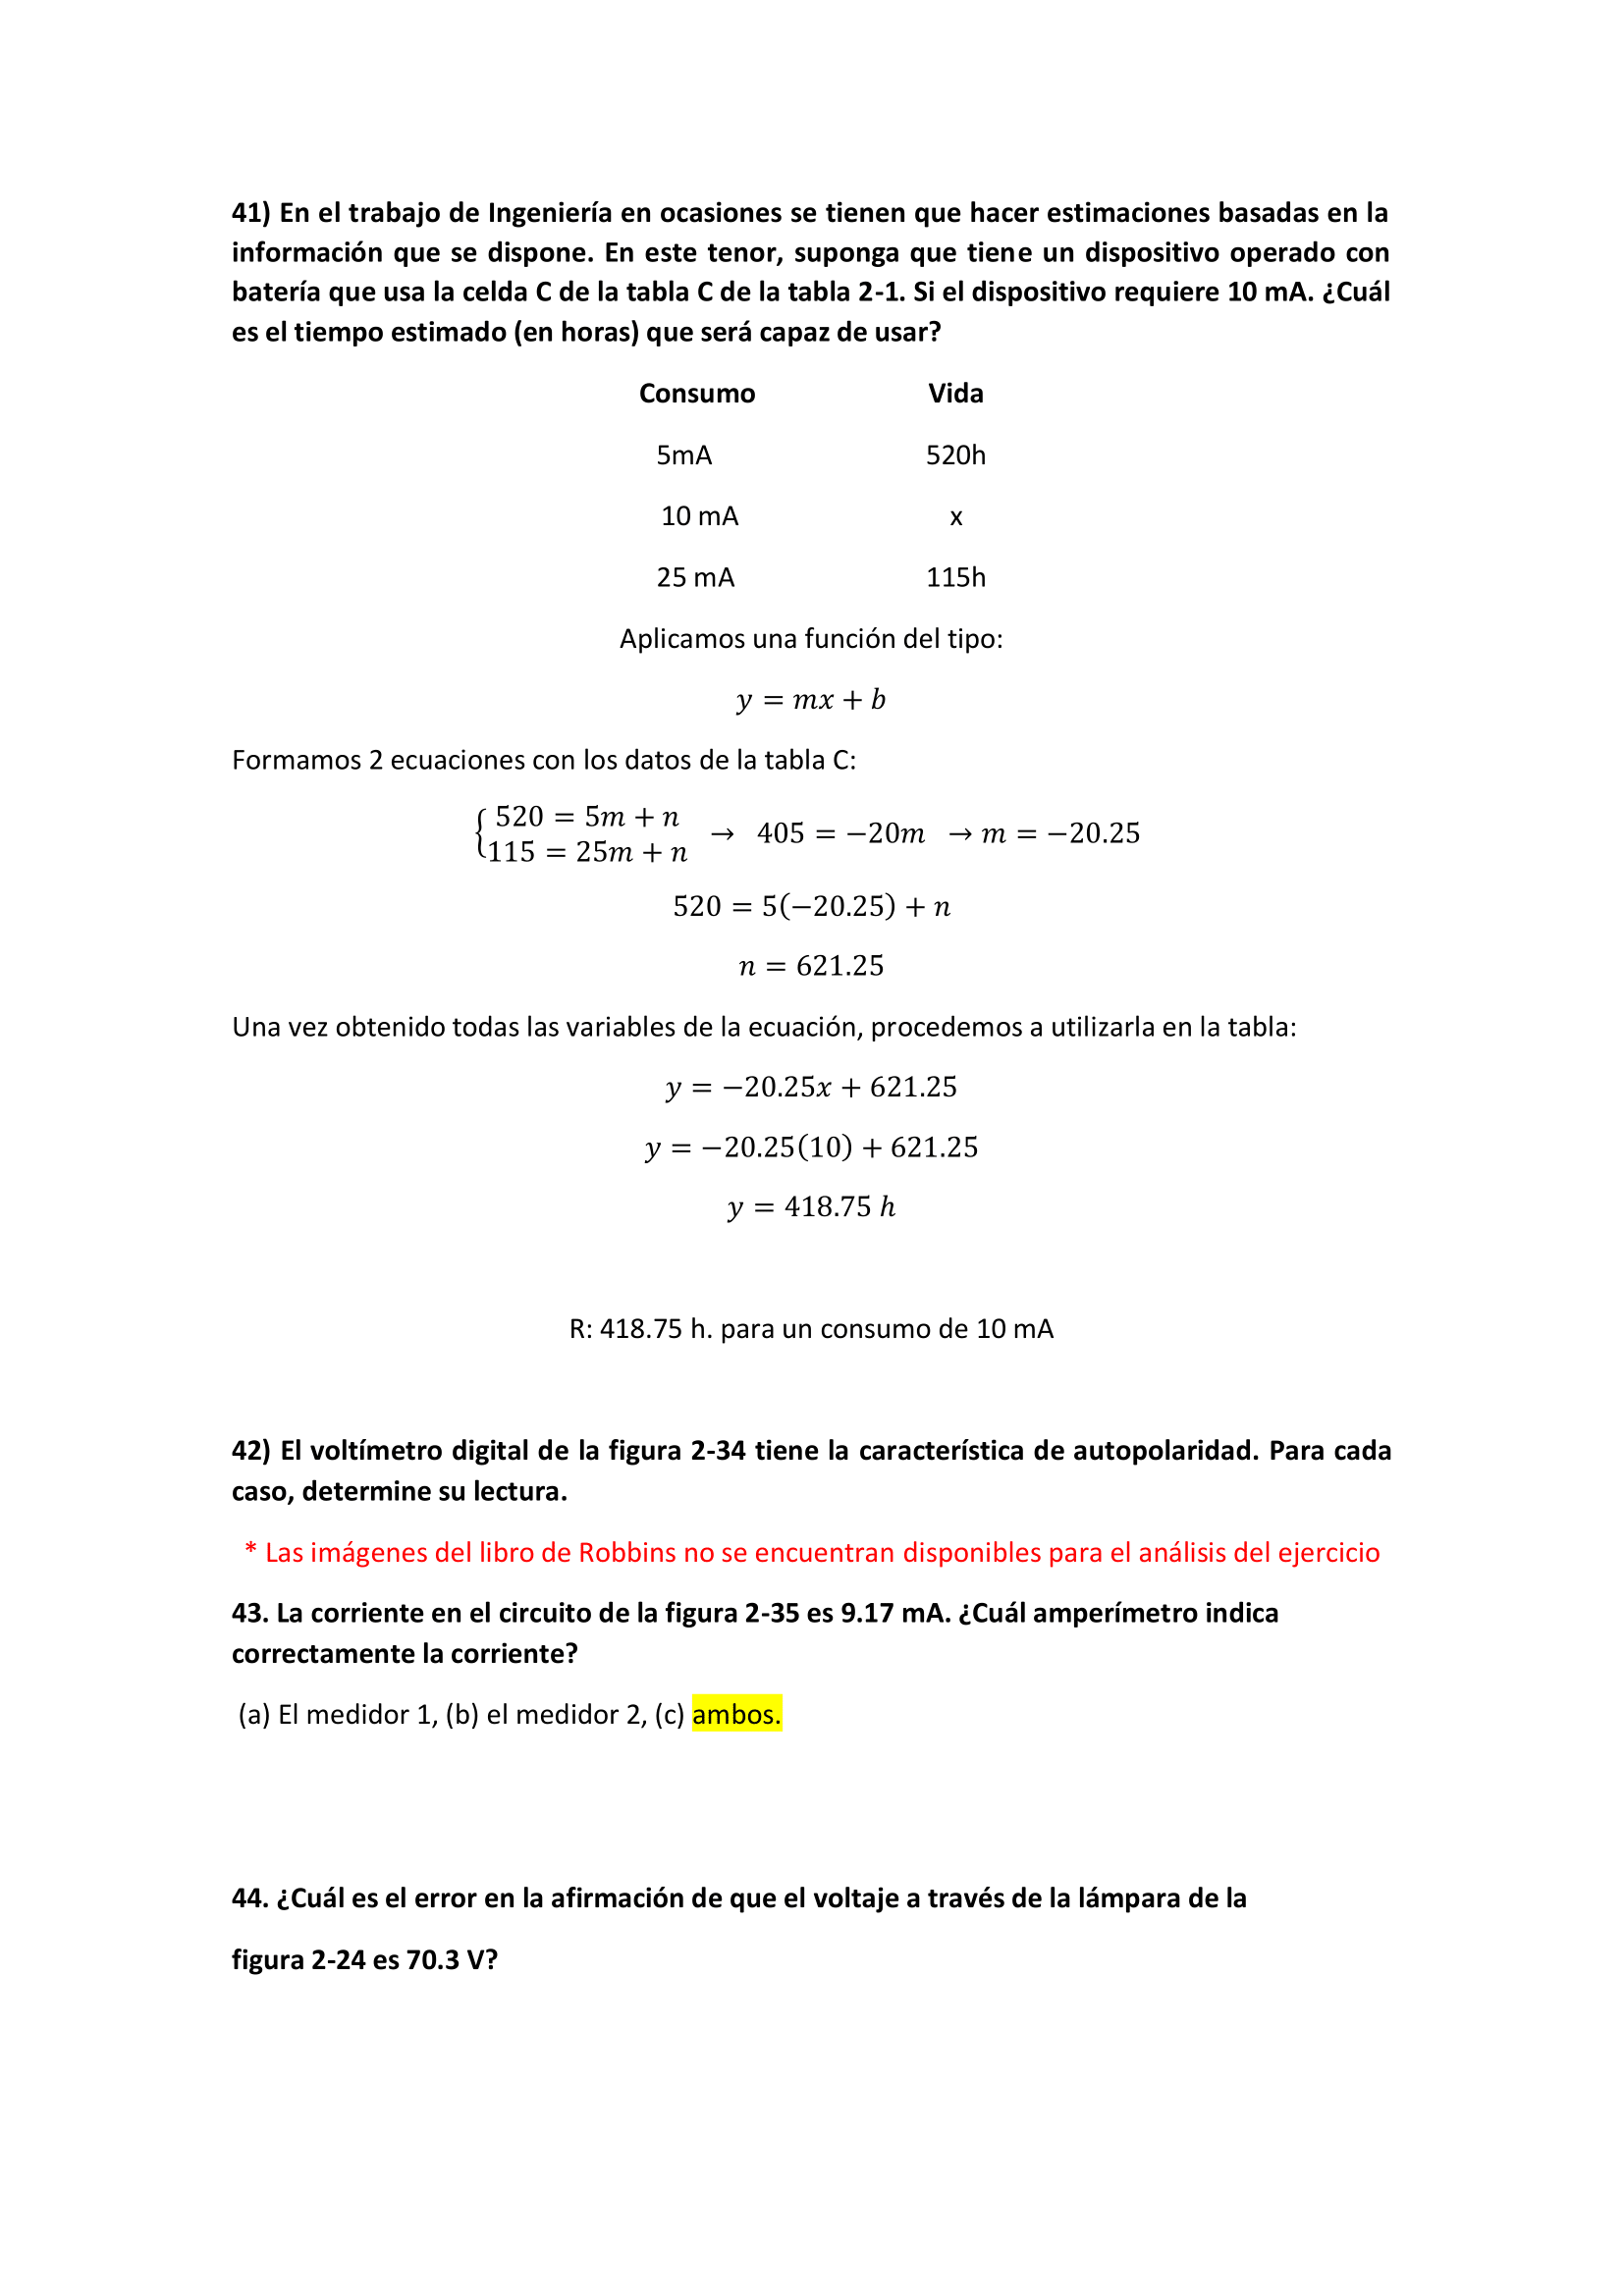 41) En el trabajo de Ingeniería en ocasiones se tienen que hacer estimaciones basadas en la
información que se dispone. En este tenor, suponga que tiene un dispositivo operado con
batería que usa la celda C de la tabla C de la tabla 2-1. Si el dispositivo requiere 10 mA. ¿Cuál
es el tiempo estimado (en horas) que será capaz de usar?
Consumo Vida
5mA 520h
10 mA x
25 mA 115h
Aplicamos una función del tipo:
y = mx + b
Formamos 2 ecuaciones con los datos de la tabla C:
{ 520 = 5m + n
115 = 25m + n → 405 = −20m → m = −20.25
520 = 5(−20.25) + n
n = 621.25
Una vez obtenido todas las variables de la ecuación, procedemos a utilizarla en la tabla:
y = −20.25x + 621.25
y = −20.25(10) + 621.25
y = 418.75 h
R: 418.75 h. para un consumo de 10 mA
42) El voltímetro digital de la figura 2-34 tiene la característica de autopolaridad. Para cada
caso, determine su lectura.
* Las imágenes del libro de Robbins no se encuentran disponibles para el análisis del ejercicio
43. La corriente en el circuito de la figura 2-35 es 9.17 mA. ¿Cuál amperímetro indica
correctamente la corriente?
(a) El medidor 1, (b) el medidor 2, (c) ambos.
44. ¿Cuál es el error en la afirmación de que el voltaje a través de la lámpara de la
figura 2-24 es 70.3 V?